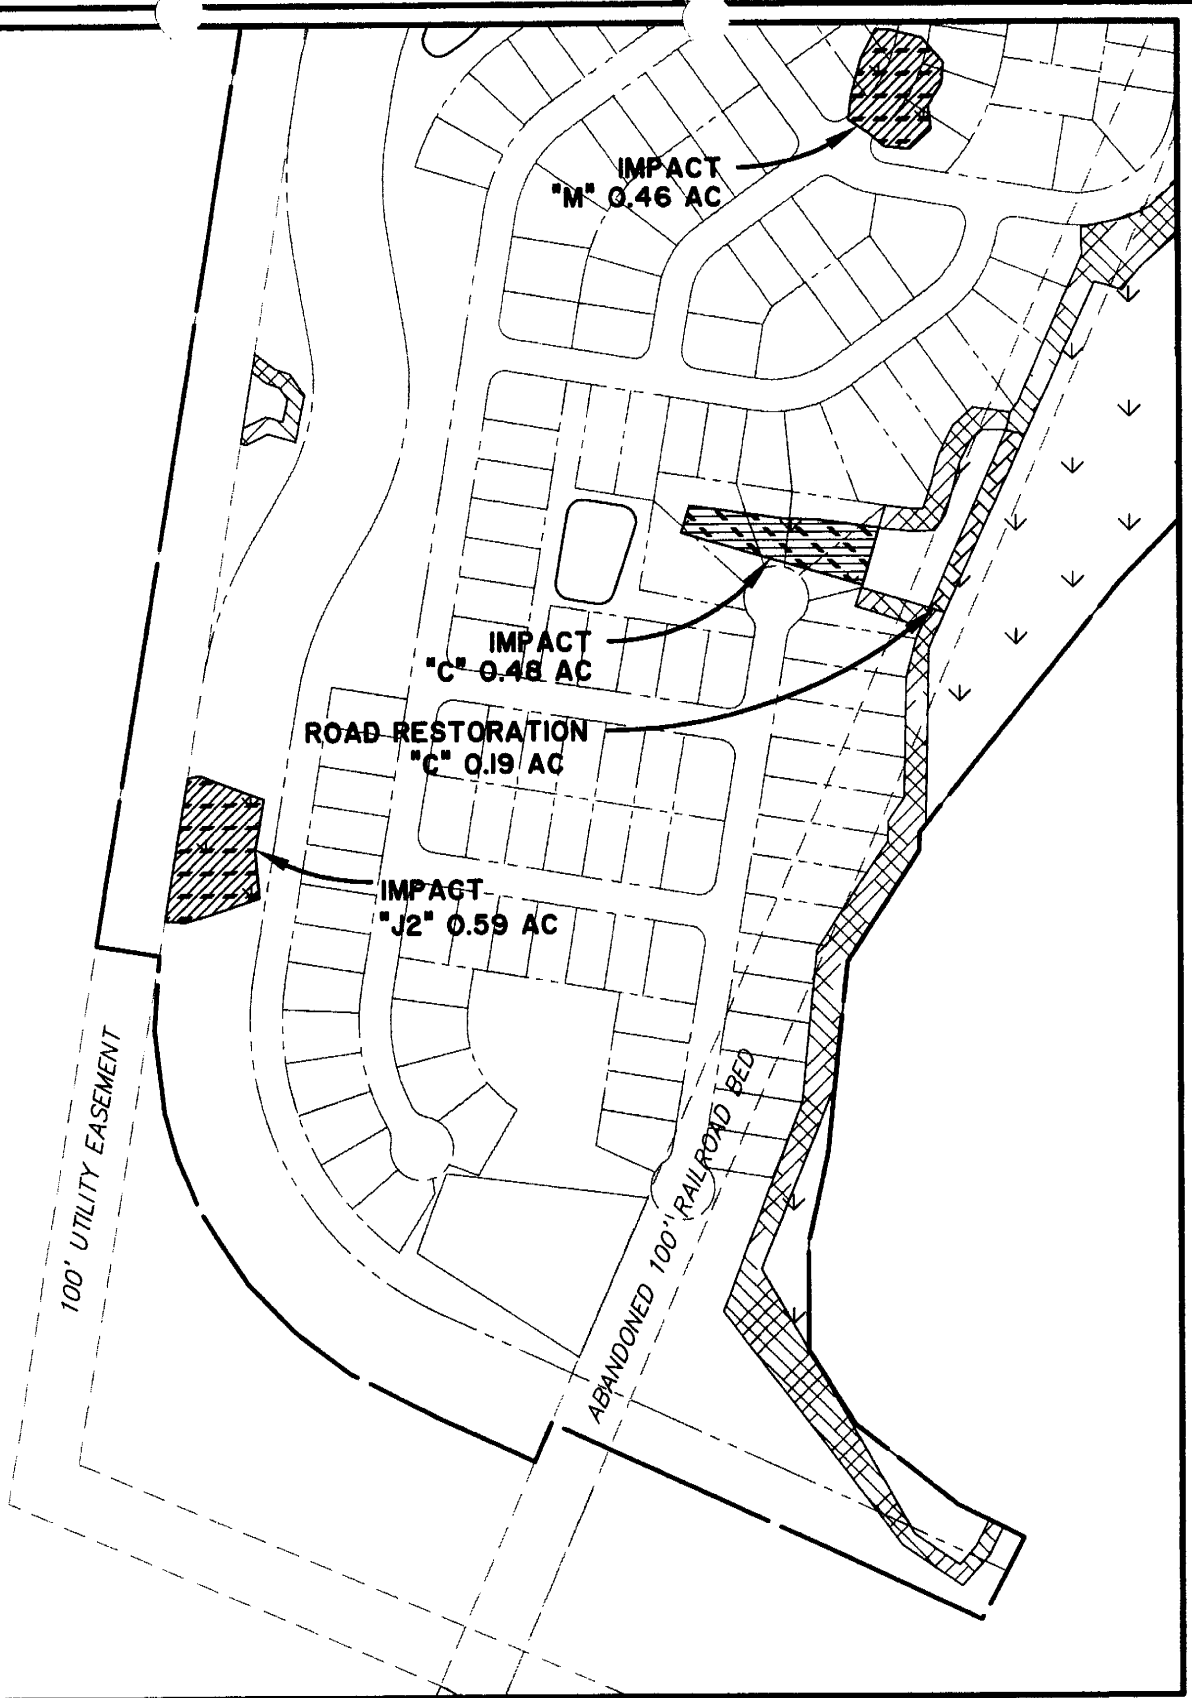 IMPACT
"M" 0.46 AC
IMPACT
"C" 0.48 AC
ROAD RESTORATION
"C" 0.19 AC
IMPACT
"J2" 0.59 AC
100' UTILITY EASEMENT
ABANDONED 100' RAILROAD BED